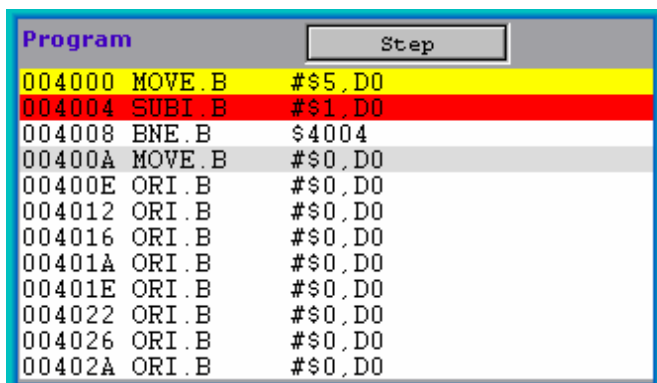 Program Step
004000 MOVE.B #$5,D0
004004 SUBI.B #$1,D0
004008 BNE.B $4004
00400A MOVE.B #$0,D0
00400E ORI.B #$0,D0
004012 ORI.B #$0,D0
004016 ORI.B #$0,D0
00401A ORI.B #$0,D0
00401E ORI.B #$0,D0
004022 ORI.B #$0,D0
004026 ORI.B #$0,D0
00402A ORI.B #$0,D0